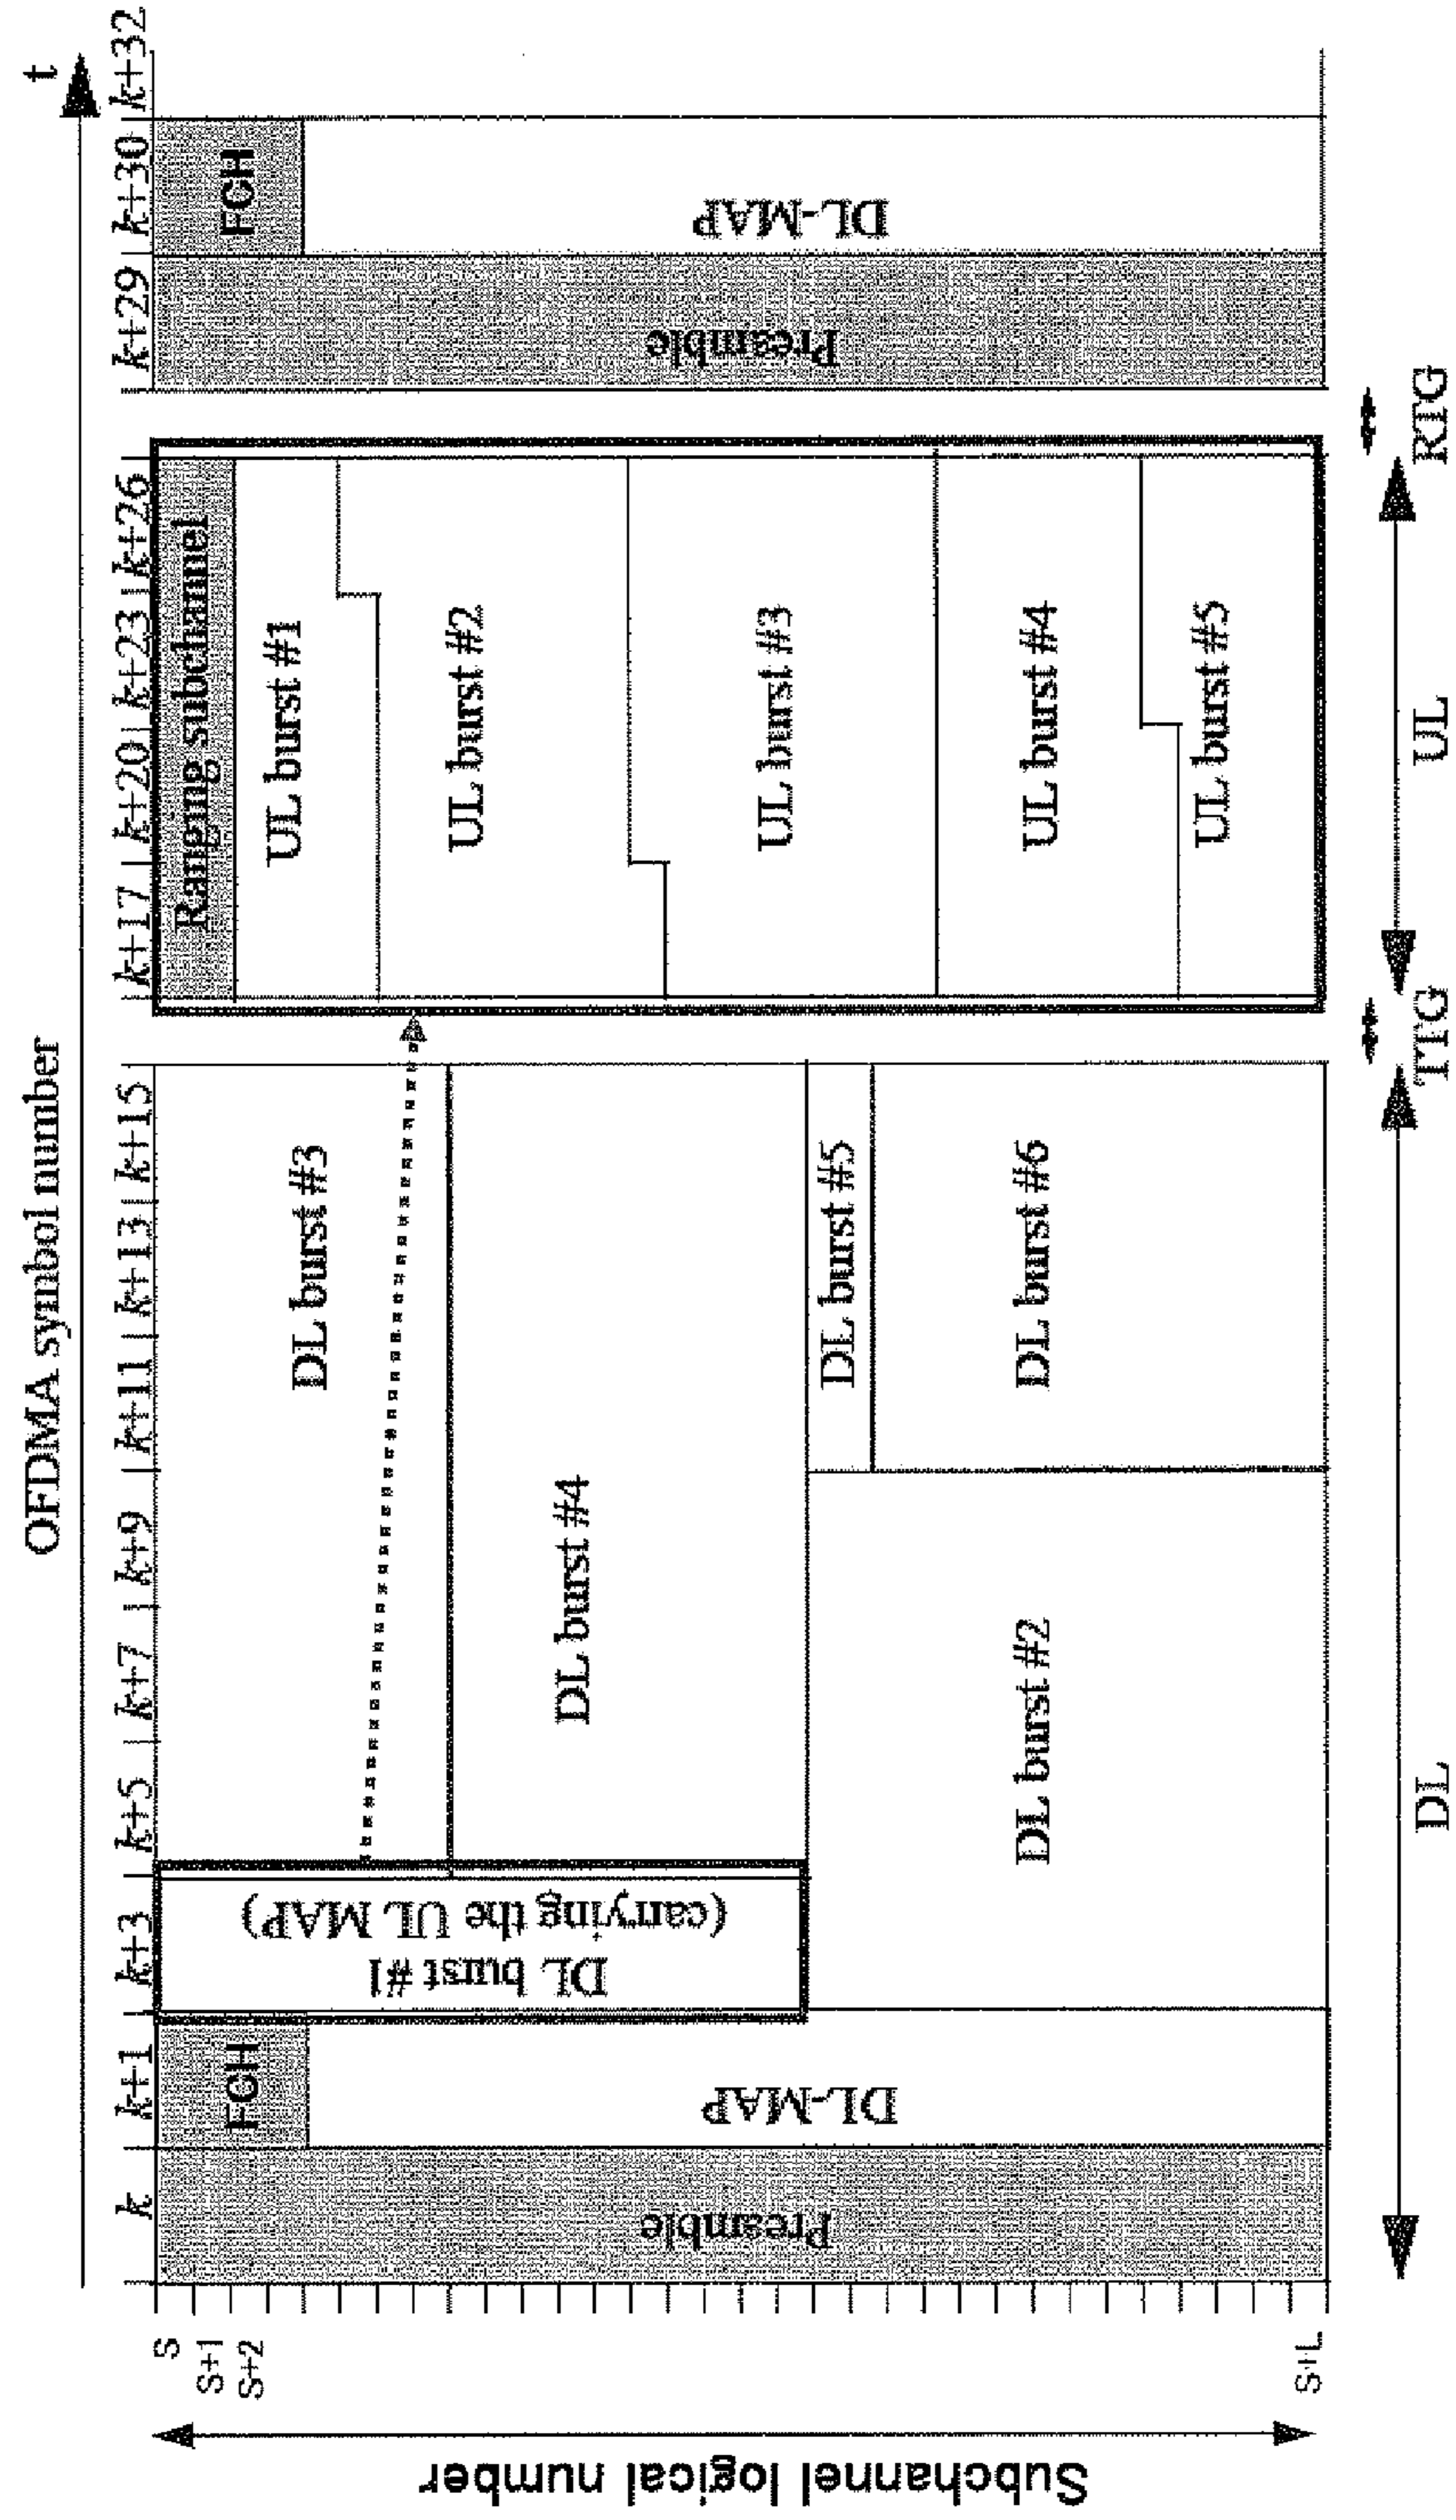 OFDMA symbol number
t
k
k+1
k+3
k+5
k+7
k+9
k+11
k+13
k+15
k+17
k+20
k+23
k+26
k+29
k+30
k+32
Subchannel logical number
S
S+1
S+2
S+L
Preamble
FCH
DL-MAP
DL burst #1
(carrying the UL MAP)
DL burst #3
DL burst #4
DL burst #2
DL burst #5
DL burst #6
Ranging subchannel
UL burst #1
UL burst #2
UL burst #3
UL burst #4
UL burst #5
Preamble
FCH
DL-MAP
DL
TTG
UL
RTG